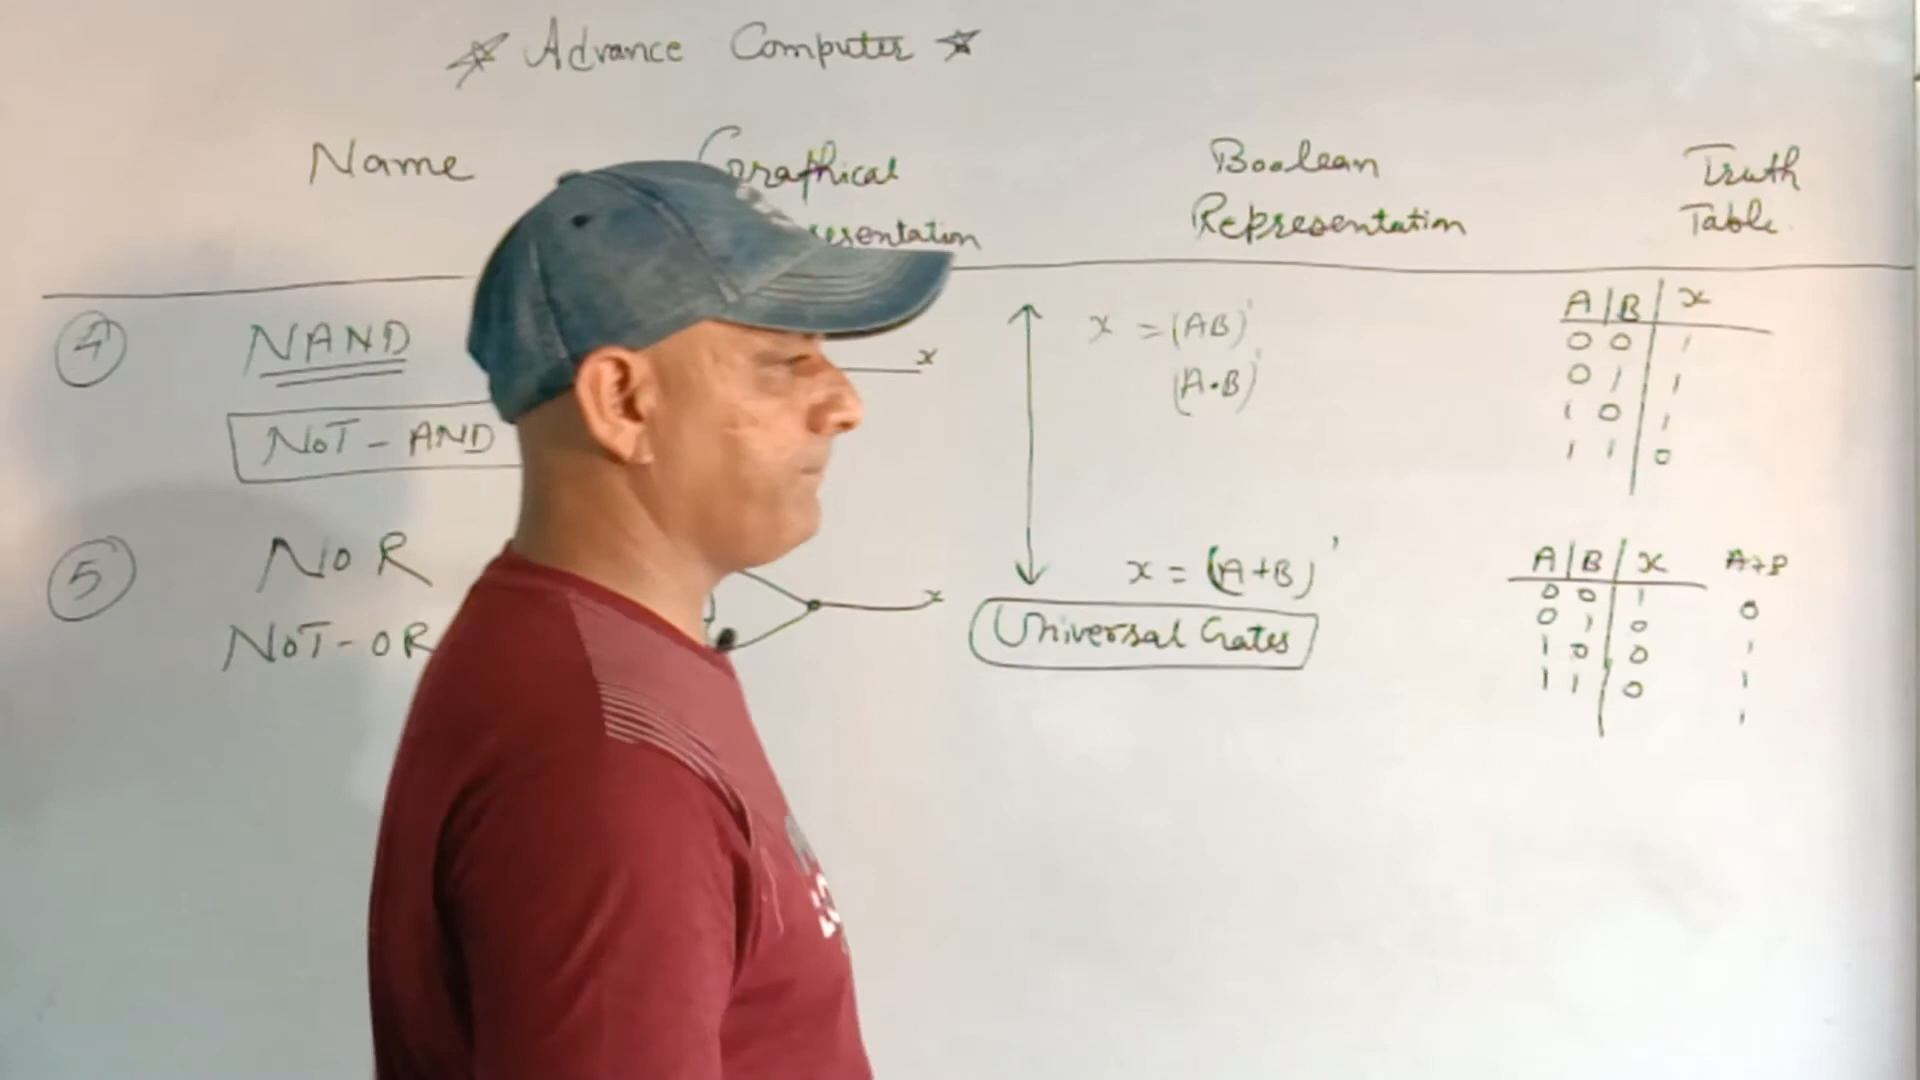 Advance Computer
Name Graphical Boolean Truth
Representation Table
4 NAND x x = (AB)' A B x
(A.B)' 0 0 1
0 1 1
NOT - AND 1 0 1
1 1 0
5 NOR x = (A+B)' A B x A+B
0 0 1 0
x 0 1 0 1
NOT-OR Universal Gates 1 0 0 1
1 1 0 1